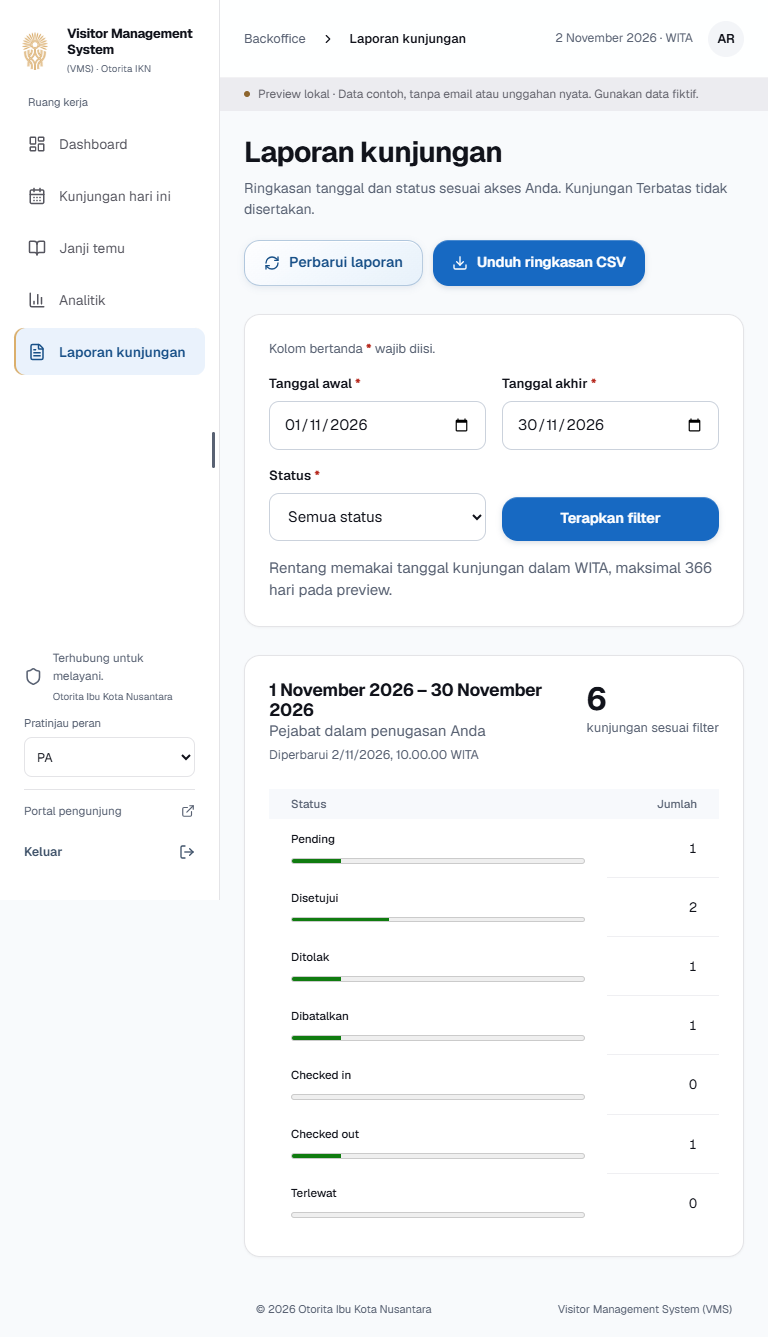 Visitor Management
System
(VMS) · Otorita IKN
Ruang kerja
Dashboard
Kunjungan hari ini
Janji temu
Analitik
Laporan kunjungan
Terhubung untuk
melayani.
Otorita Ibu Kota Nusantara
Pratinjau peran
PA
Portal pengunjung
Keluar
Backoffice
Laporan kunjungan
2 November 2026 · WITA
AR
Preview lokal · Data contoh, tanpa email atau unggahan nyata. Gunakan data fiktif.
Laporan kunjungan
Ringkasan tanggal dan status sesuai akses Anda. Kunjungan Terbatas tidak
disertakan.
Perbarui laporan
Unduh ringkasan CSV
Kolom bertanda * wajib diisi.
Tanggal awal *
Tanggal akhir *
01/11/2026
30/11/2026
Status *
Semua status
Terapkan filter
Rentang memakai tanggal kunjungan dalam WITA, maksimal 366
hari pada preview.
1 November 2026 – 30 November
2026
Pejabat dalam penugasan Anda
Diperbarui 2/11/2026, 10.00.00 WITA
6
kunjungan sesuai filter
Status Jumlah
Pending 1
Disetujui 2
Ditolak 1
Dibatalkan 1
Checked in 0
Checked out 1
Terlewat 0
© 2026 Otorita Ibu Kota Nusantara
Visitor Management System (VMS)